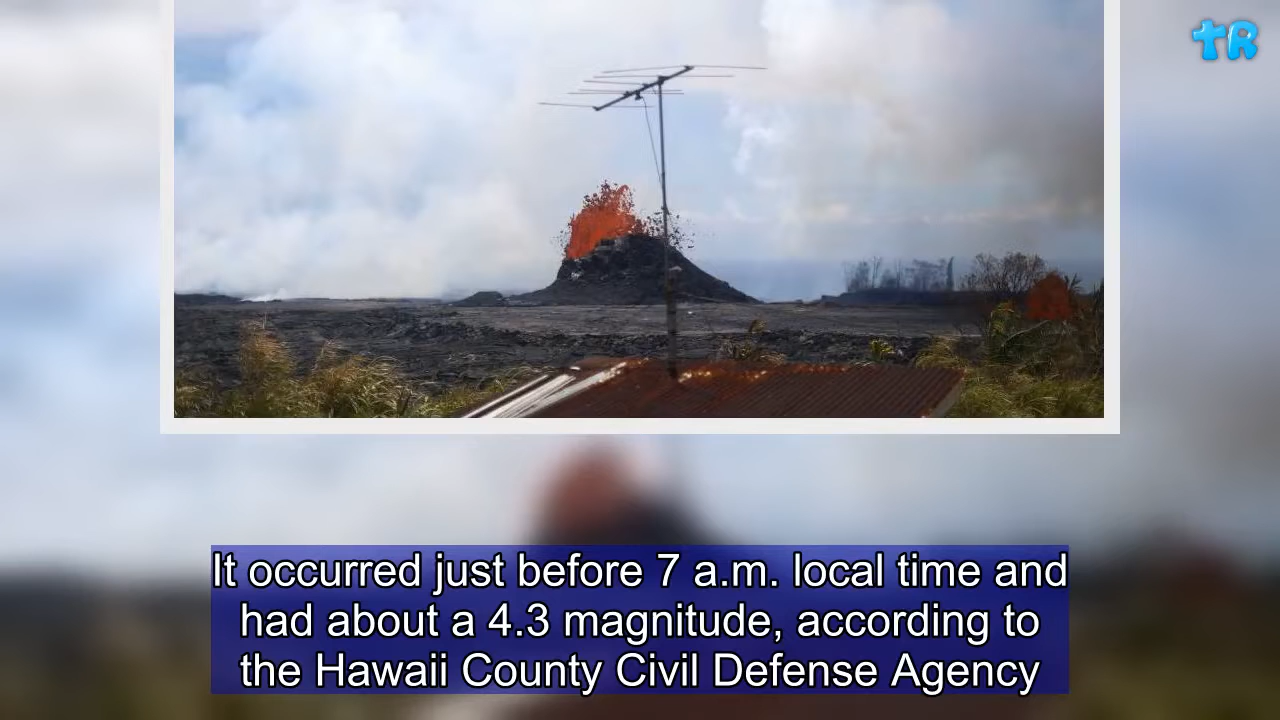 tR
It occurred just before 7 a.m. local time and
had about a 4.3 magnitude, according to
the Hawaii County Civil Defense Agency